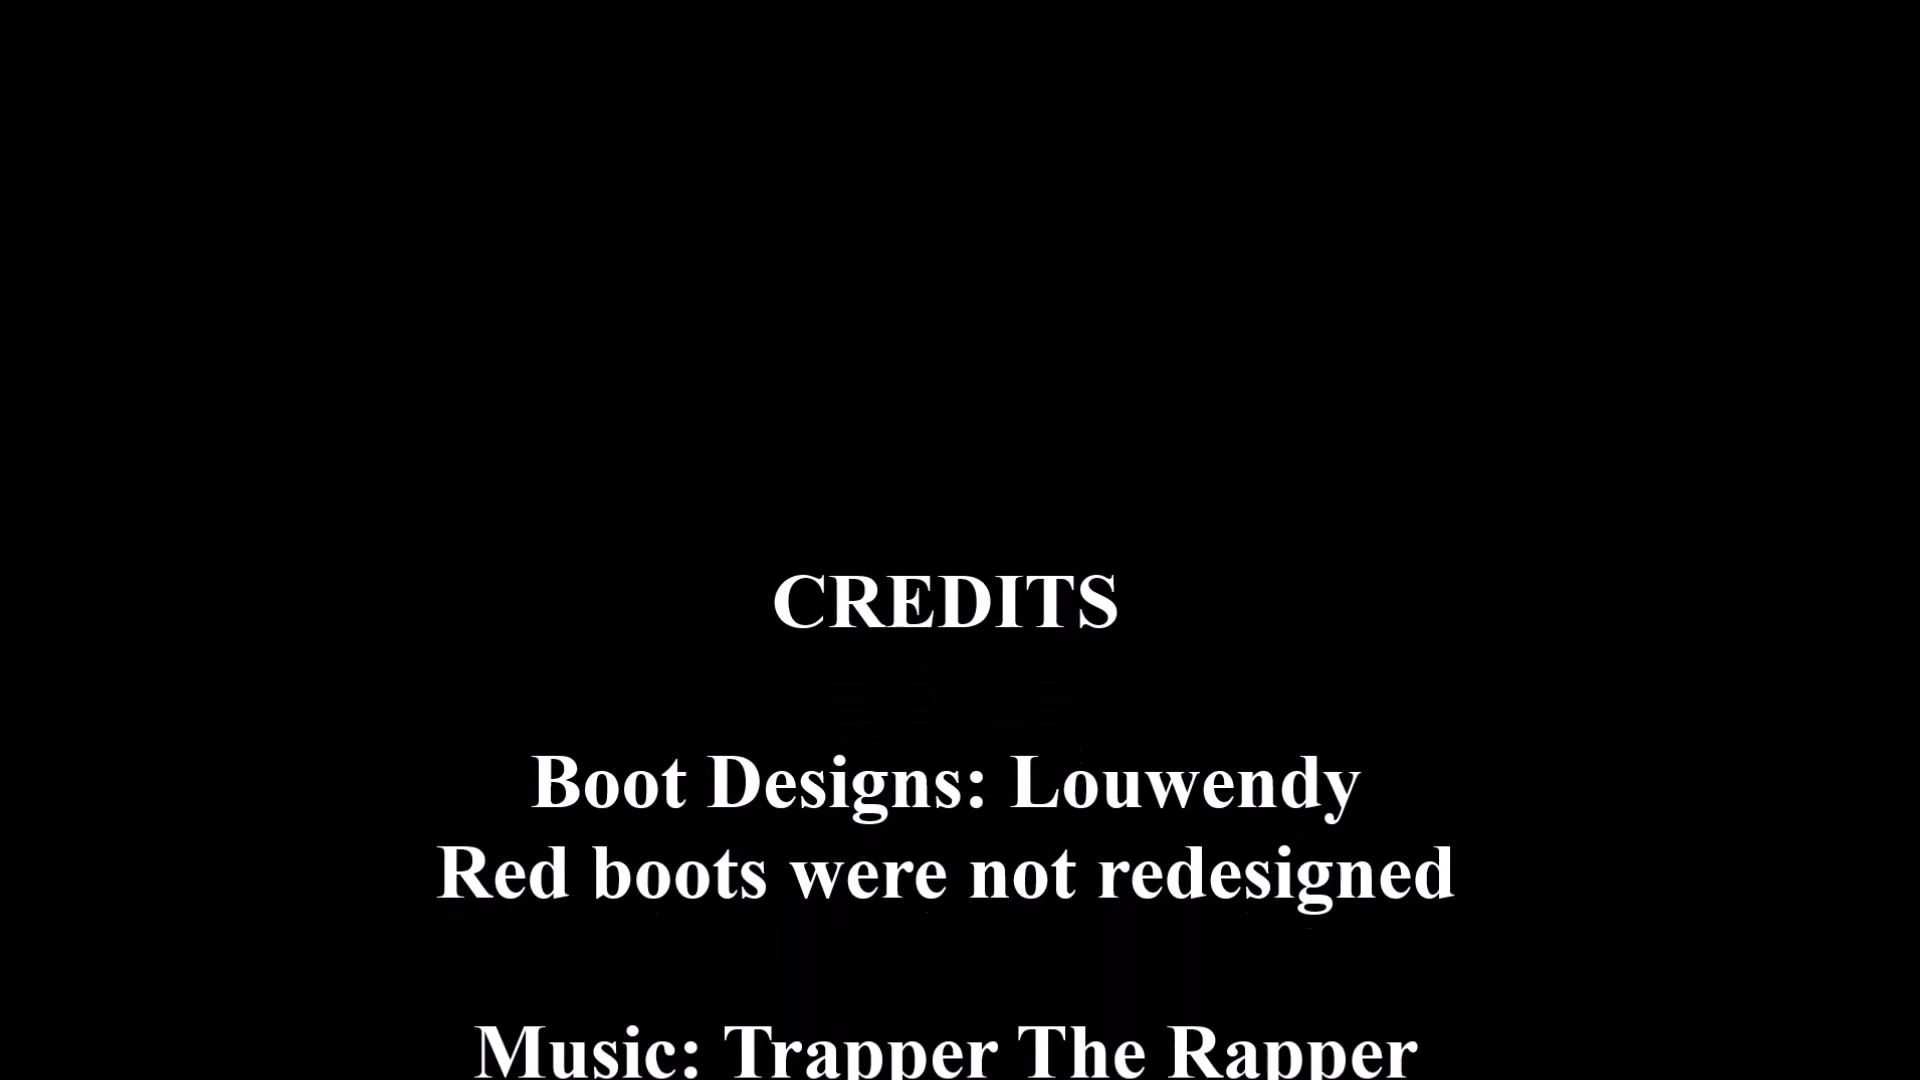 CREDITS
Boot Designs: Louwendy
Red boots were not redesigned
Music: Trapper The Rapper